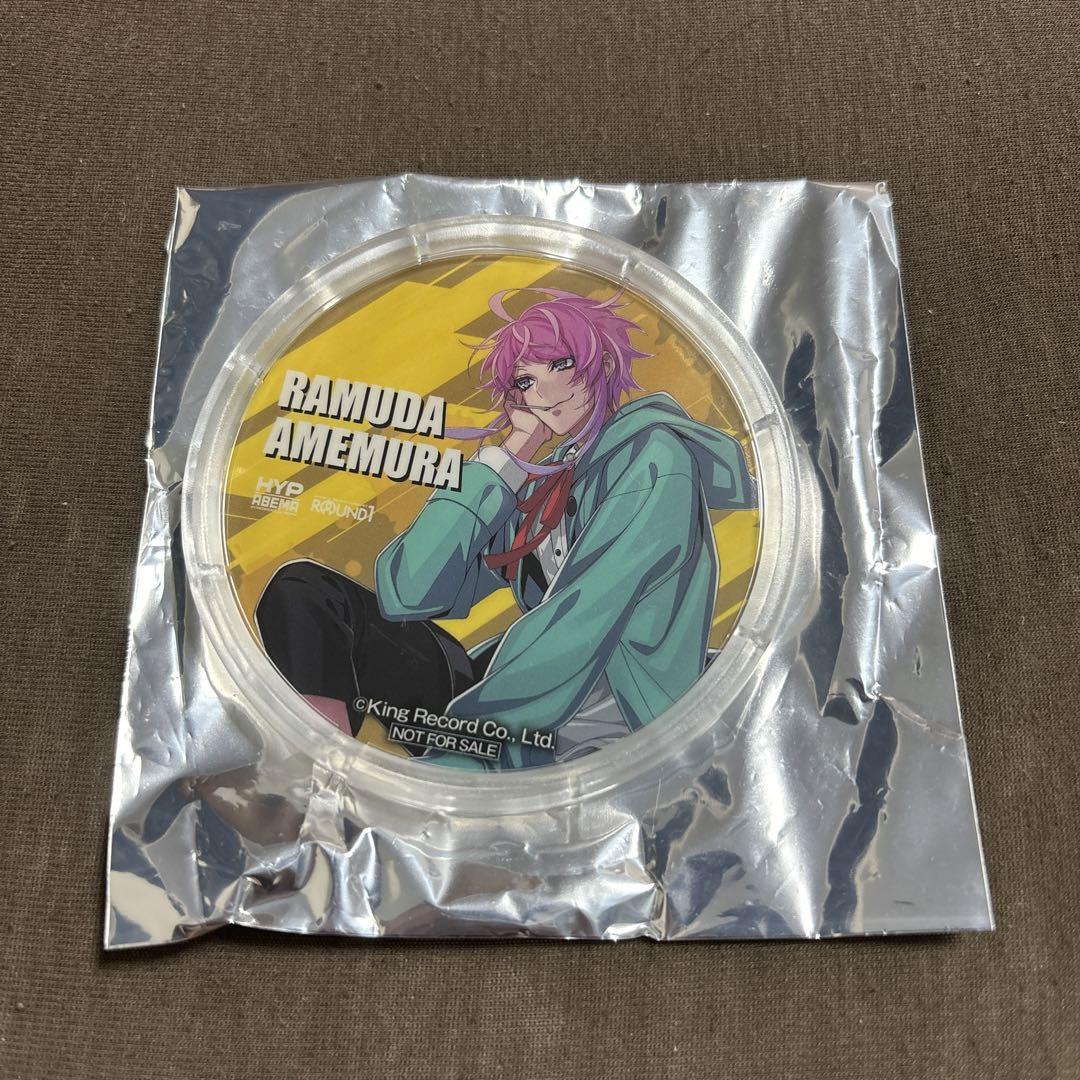 RAMUDA
AMEMURA
HYP
ABEMA
ROUND1
©King Record Co., Ltd.
NOT FOR SALE